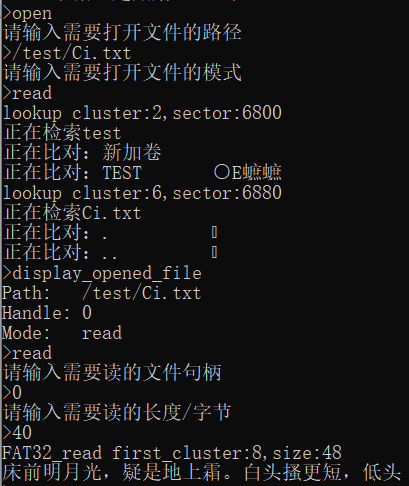 >open
请输入需要打开文件的路径
>/test/Ci.txt
请输入需要打开文件的模式
>read
lookup cluster:2,sector:6800
正在检索test
正在比对：新加卷
正在比对：TEST       〇E蟅蟅
lookup cluster:6,sector:6880
正在检索Ci.txt
正在比对：.
正在比对：..
>display_opened_file
Path:   /test/Ci.txt
Handle: 0
Mode:   read
>read
请输入需要读的文件句柄
>0
请输入需要读的长度/字节
>40
FAT32_read first_cluster:8,size:48
床前明月光，疑是地上霜。白头搔更短，低头